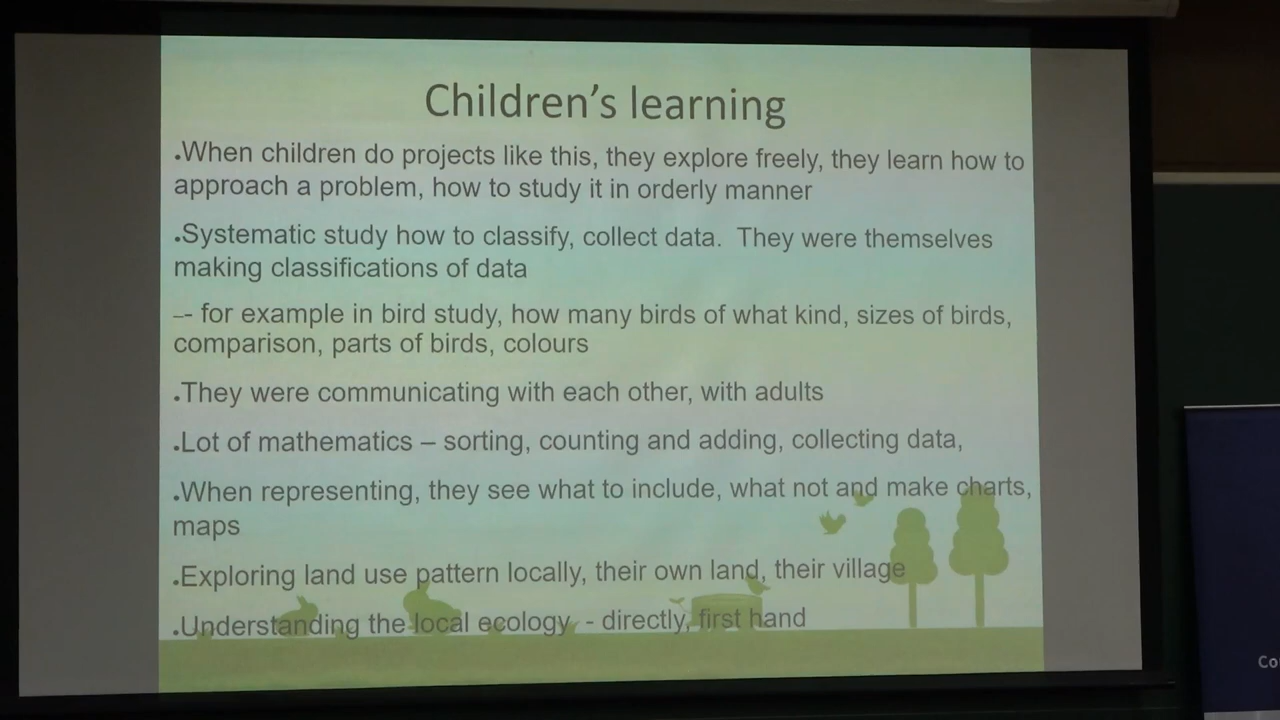 Children's learning
.When children do projects like this, they explore freely, they learn how to
approach a problem, how to study it in orderly manner
.Systematic study how to classify, collect data.  They were themselves
making classifications of data
–- for example in bird study, how many birds of what kind, sizes of birds,
comparison, parts of birds, colours
.They were communicating with each other, with adults
.Lot of mathematics – sorting, counting and adding, collecting data,
.When representing, they see what to include, what not and make charts,
maps
.Exploring land use pattern locally, their own land, their village
.Understanding the local ecology  - directly, first hand
Co